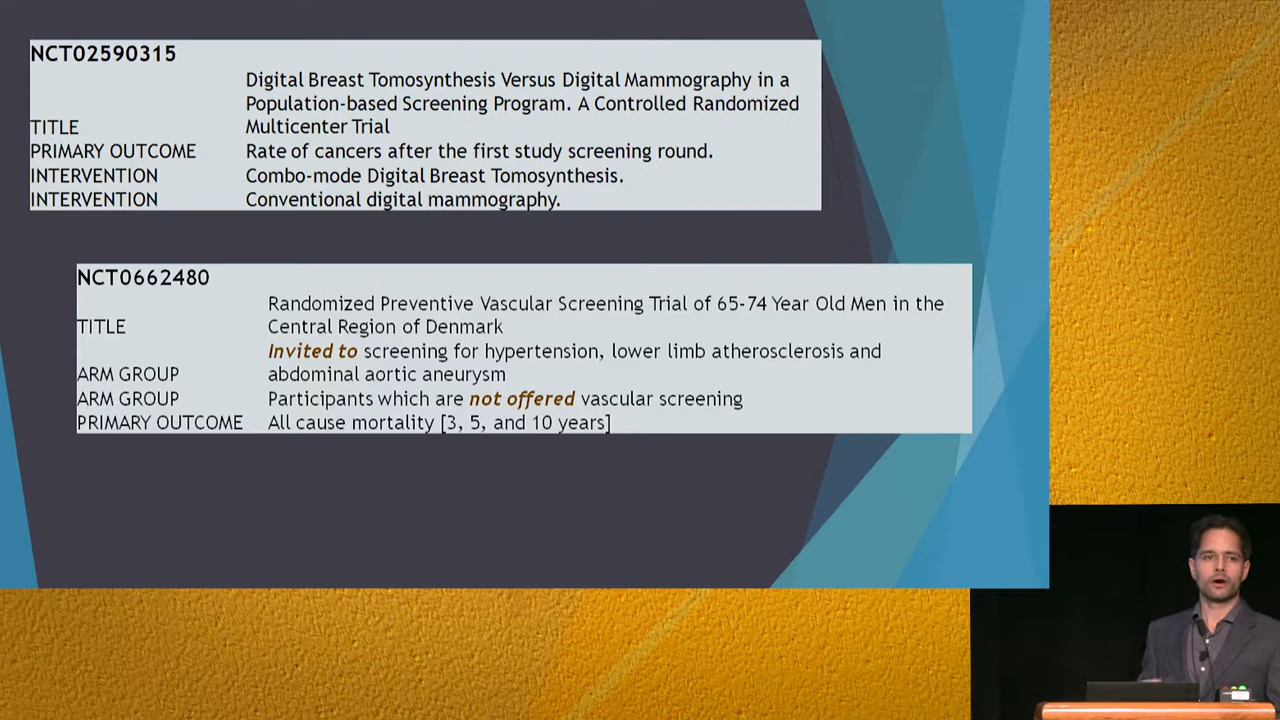 NCT02590315
Digital Breast Tomosynthesis Versus Digital Mammography in a
Population-based Screening Program. A Controlled Randomized
TITLE Multicenter Trial
PRIMARY OUTCOME Rate of cancers after the first study screening round.
INTERVENTION Combo-mode Digital Breast Tomosynthesis.
INTERVENTION Conventional digital mammography.
NCT0662480
Randomized Preventive Vascular Screening Trial of 65-74 Year Old Men in the
TITLE Central Region of Denmark
Invited to screening for hypertension, lower limb atherosclerosis and
ARM GROUP abdominal aortic aneurysm
ARM GROUP Participants which are not offered vascular screening
PRIMARY OUTCOME All cause mortality [3, 5, and 10 years]